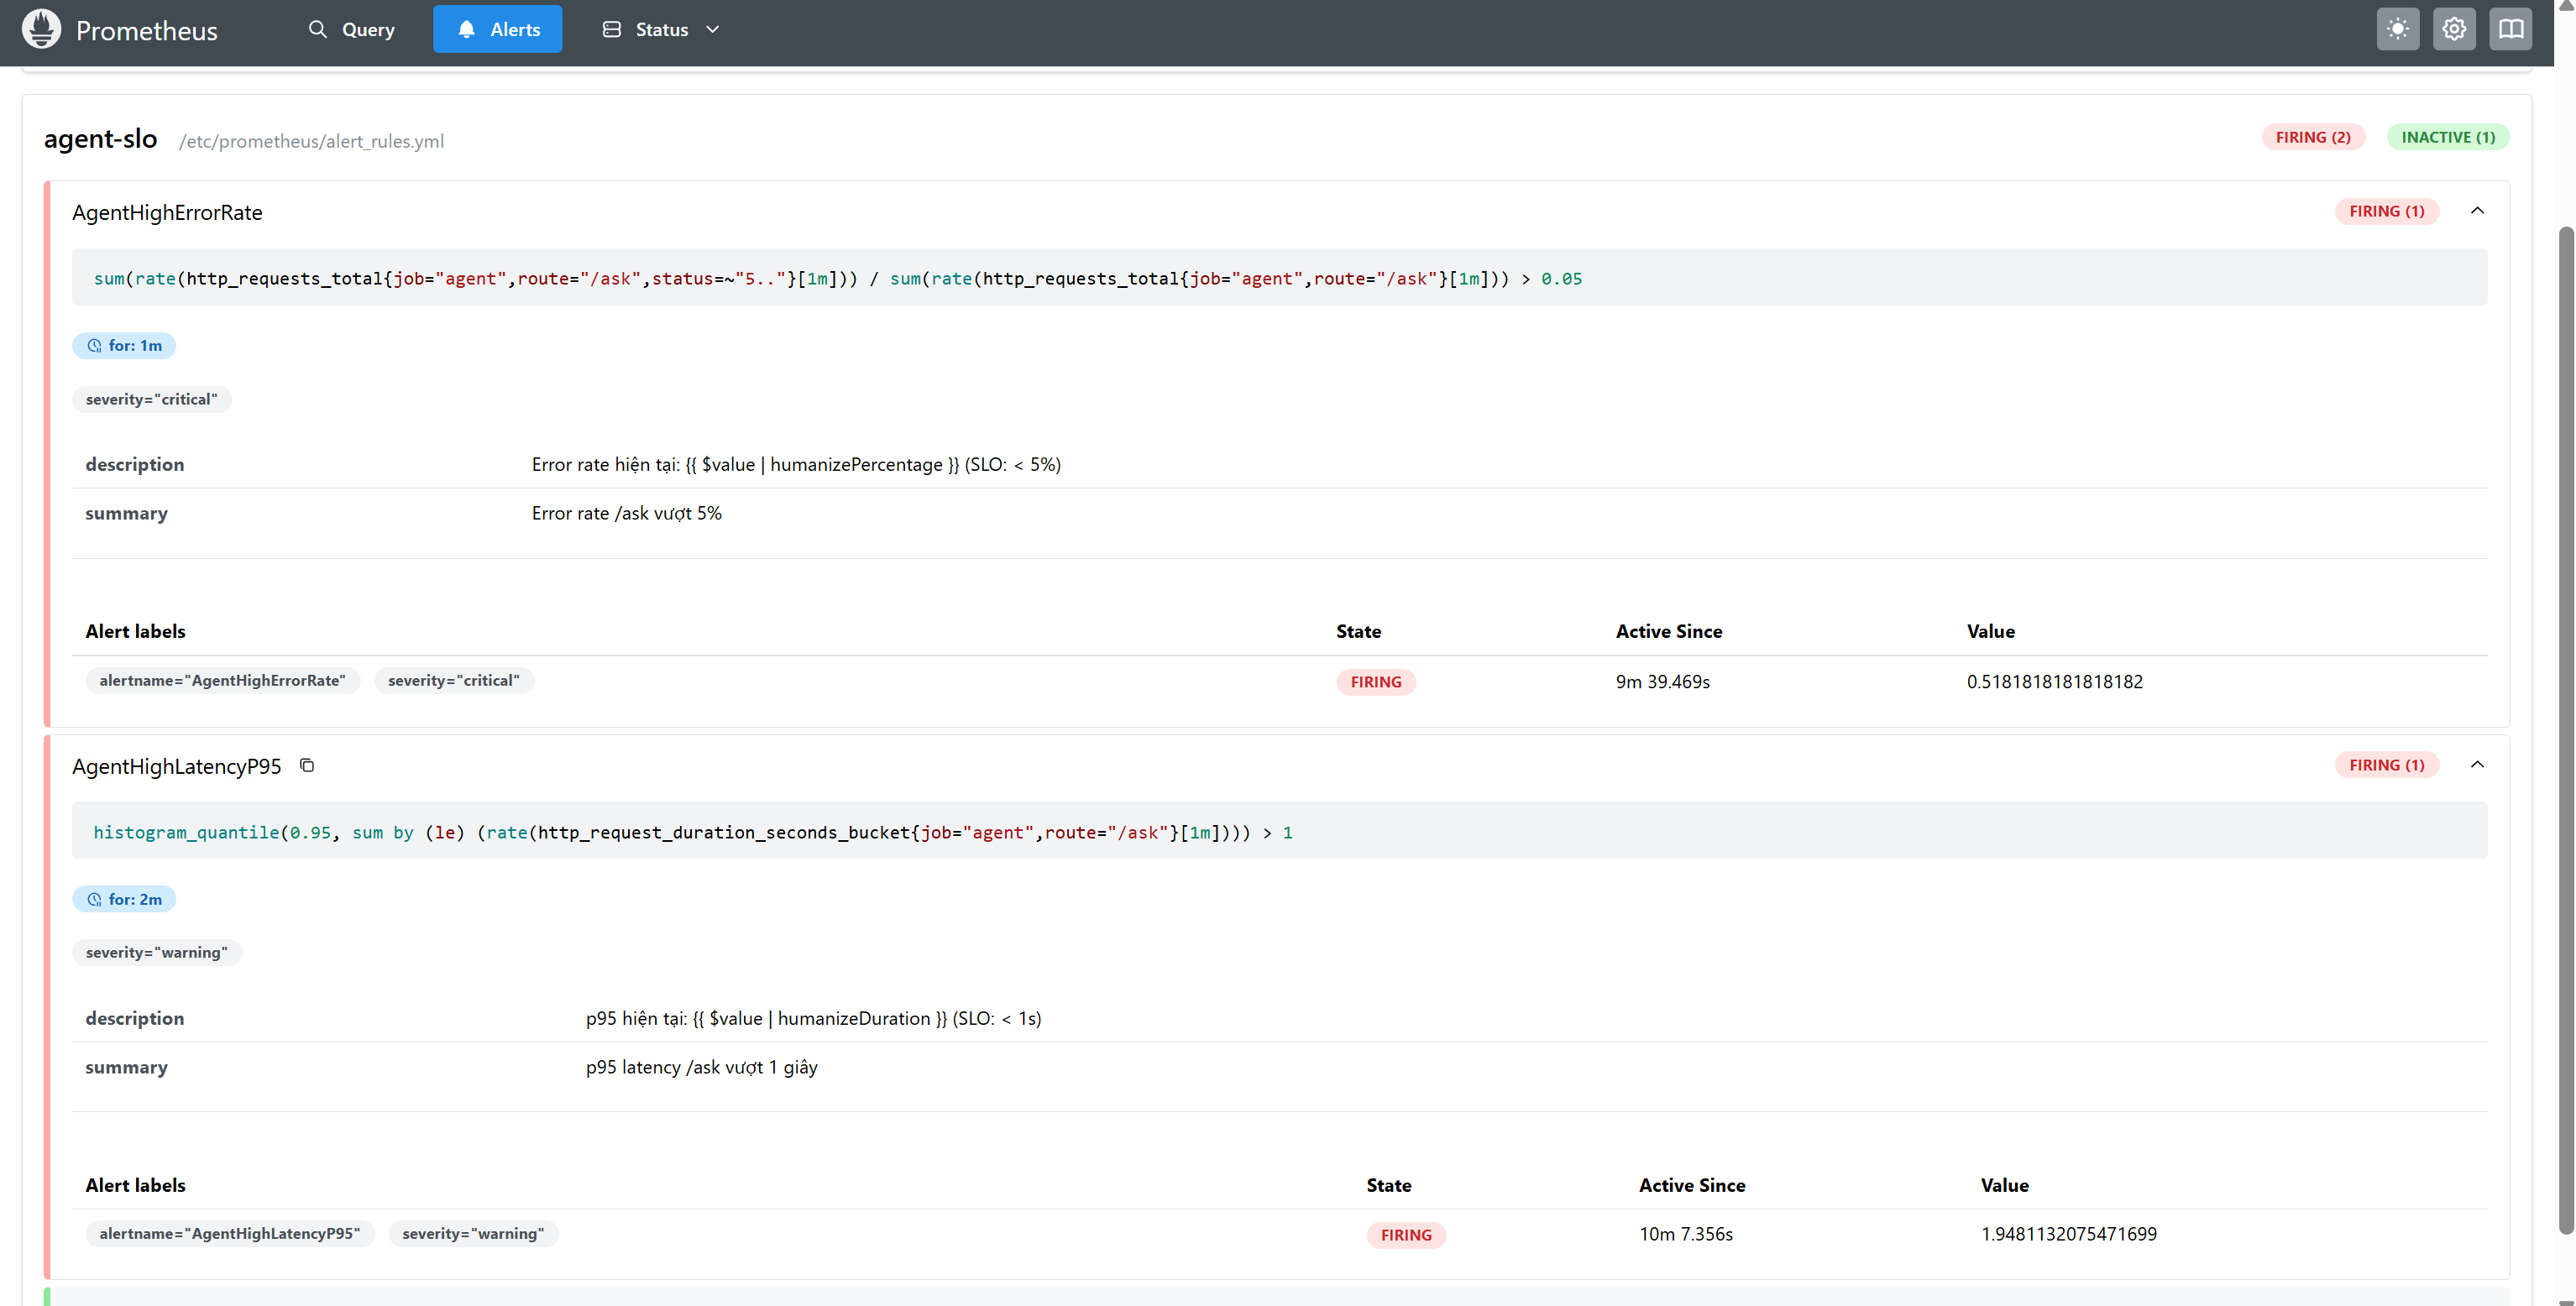 Prometheus Query Alerts Status
agent-slo /etc/prometheus/alert_rules.yml FIRING (2) INACTIVE (1)
AgentHighErrorRate FIRING (1)
sum(rate(http_requests_total{job="agent",route="/ask",status=~"5.."}[1m])) / sum(rate(http_requests_total{job="agent",route="/ask"}[1m])) > 0.05
for: 1m
severity="critical"
description Error rate hiện tại: {{ $value | humanizePercentage }} (SLO: < 5%)
summary Error rate /ask vượt 5%
Alert labels State Active Since Value
alertname="AgentHighErrorRate" severity="critical" FIRING 9m 39.469s 0.5181818181818182
AgentHighLatencyP95 FIRING (1)
histogram_quantile(0.95, sum by (le) (rate(http_request_duration_seconds_bucket{job="agent",route="/ask"}[1m]))) > 1
for: 2m
severity="warning"
description p95 hiện tại: {{ $value | humanizeDuration }} (SLO: < 1s)
summary p95 latency /ask vượt 1 giây
Alert labels State Active Since Value
alertname="AgentHighLatencyP95" severity="warning" FIRING 10m 7.356s 1.9481132075471699